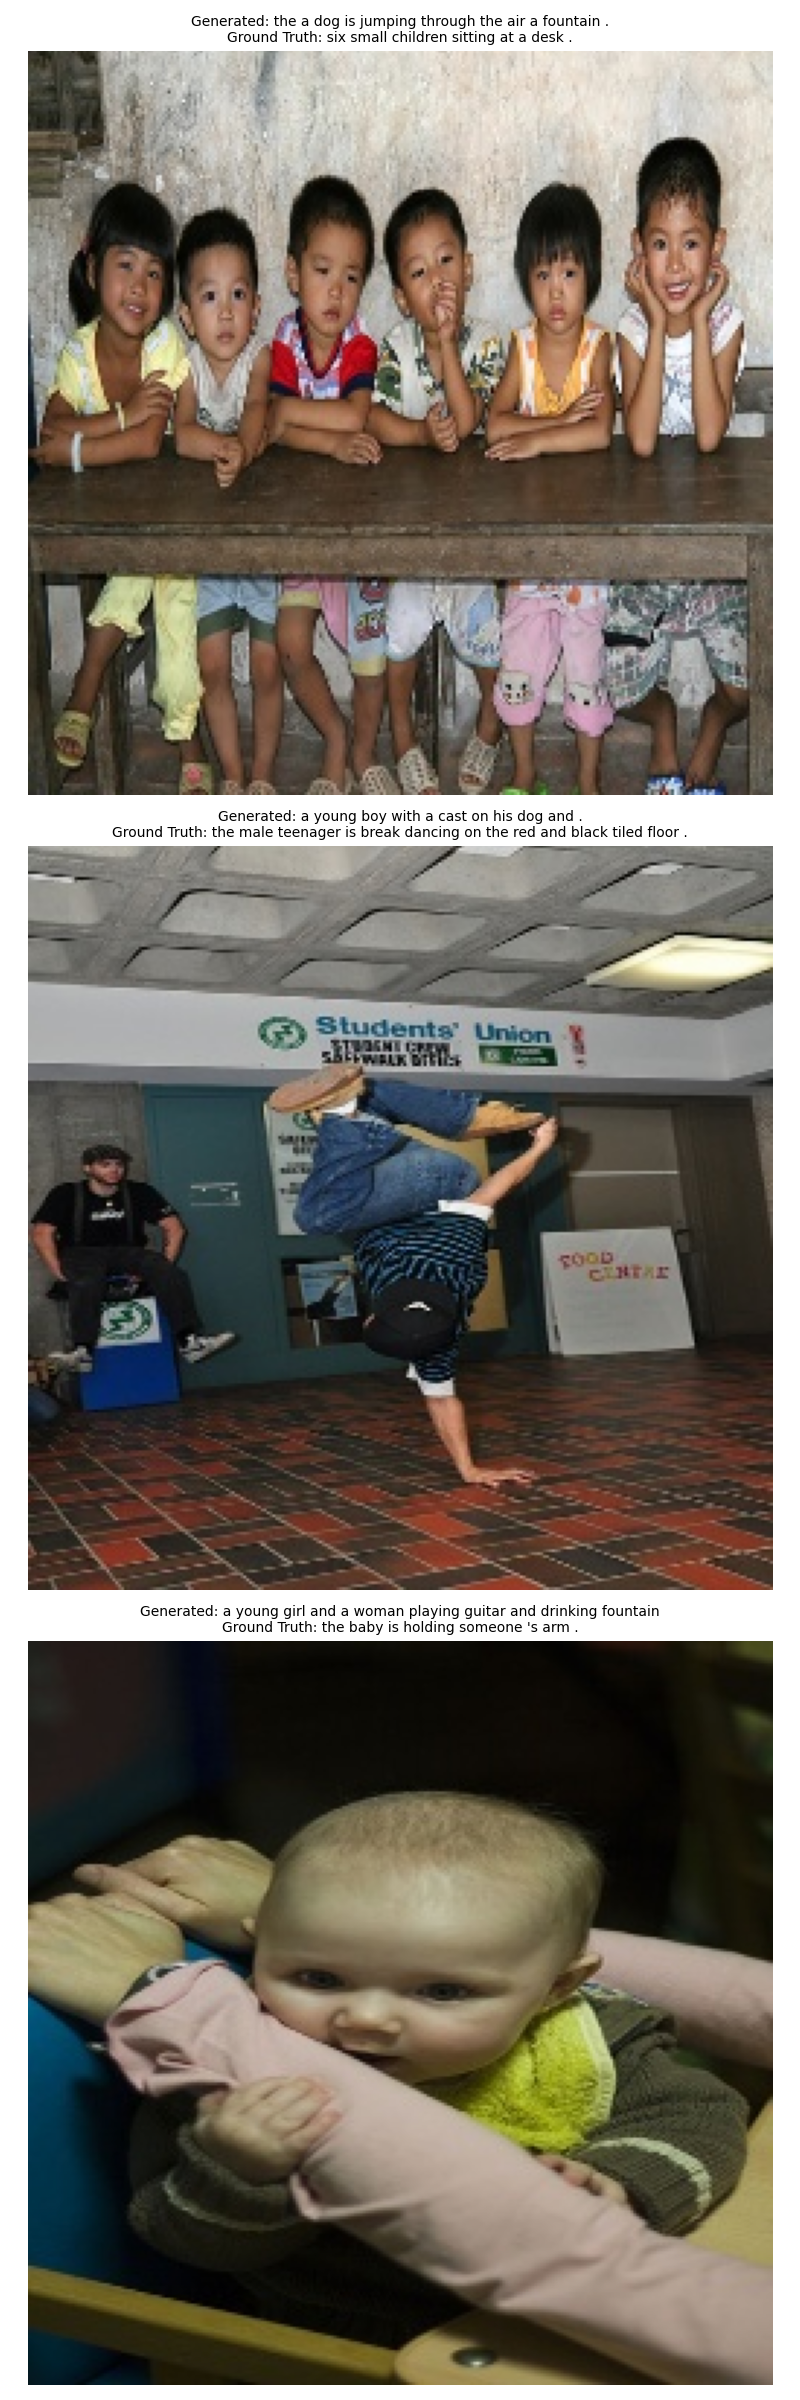 Generated: the a dog is jumping through the air a fountain .
Ground Truth: six small children sitting at a desk .
Generated: a young boy with a cast on his dog and .
Ground Truth: the male teenager is break dancing on the red and black tiled floor .
Students' Union
STUDENT CREW
SAFEWALK OFFICE
FOOD
CENTRE
Generated: a young girl and a woman playing guitar and drinking fountain
Ground Truth: the baby is holding someone 's arm .